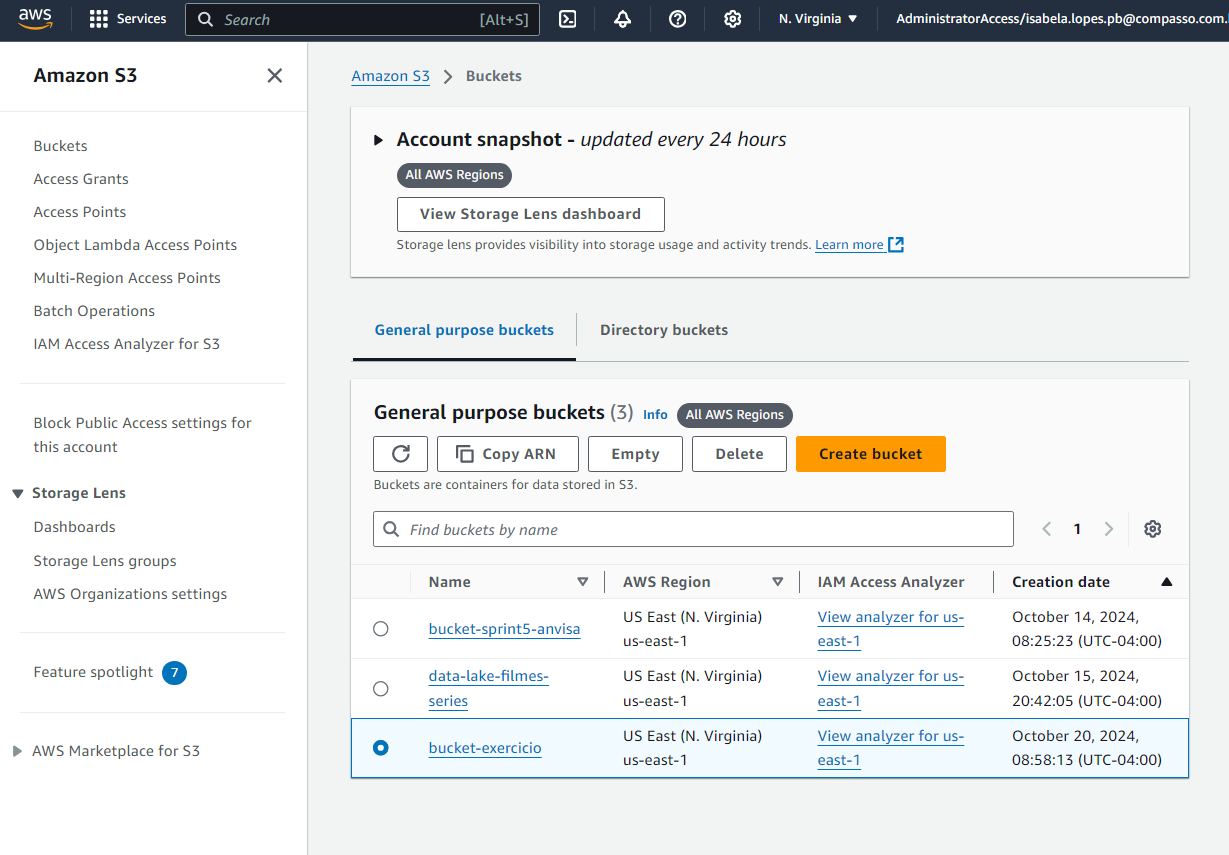 aws
Services
Search
[Alt+S]
N. Virginia
AdministratorAccess/isabela.lopes.pb@compasso.com.
Amazon S3
Buckets
Access Grants
Access Points
Object Lambda Access Points
Multi-Region Access Points
Batch Operations
IAM Access Analyzer for S3
Block Public Access settings for
this account
Storage Lens
Dashboards
Storage Lens groups
AWS Organizations settings
Feature spotlight 7
AWS Marketplace for S3
Amazon S3 Buckets
Account snapshot - updated every 24 hours
All AWS Regions
View Storage Lens dashboard
Storage lens provides visibility into storage usage and activity trends. Learn more
General purpose buckets
Directory buckets
General purpose buckets (3) Info All AWS Regions
Copy ARN
Empty
Delete
Create bucket
Buckets are containers for data stored in S3.
Find buckets by name
1
Name
AWS Region
IAM Access Analyzer
Creation date
bucket-sprint5-anvisa
US East (N. Virginia)
us-east-1
View analyzer for us-
east-1
October 14, 2024,
08:25:23 (UTC-04:00)
data-lake-filmes-
series
US East (N. Virginia)
us-east-1
View analyzer for us-
east-1
October 15, 2024,
20:42:05 (UTC-04:00)
bucket-exercicio
US East (N. Virginia)
us-east-1
View analyzer for us-
east-1
October 20, 2024,
08:58:13 (UTC-04:00)